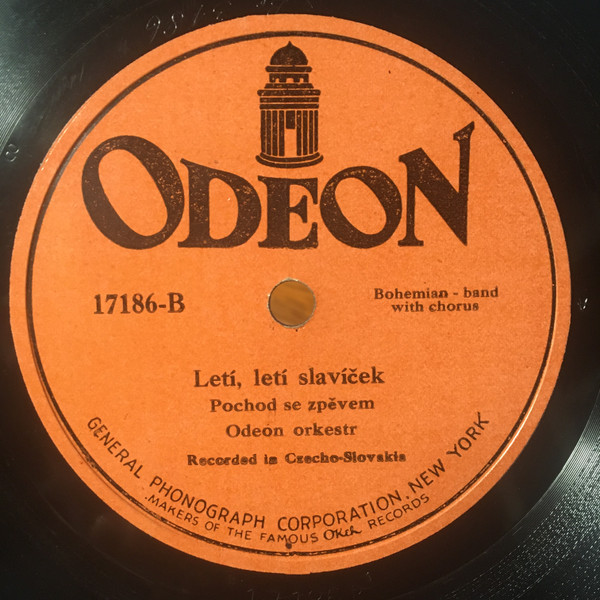 ODEON
17186-B
Bohemian - band
with chorus
Letí, letí slavíček
Pochod se zpěvem
Odeon orkestr
Recorded in Czecho-Slovakia
GENERAL PHONOGRAPH CORPORATION, NEW YORK
MAKERS OF THE FAMOUS OKeh RECORDS